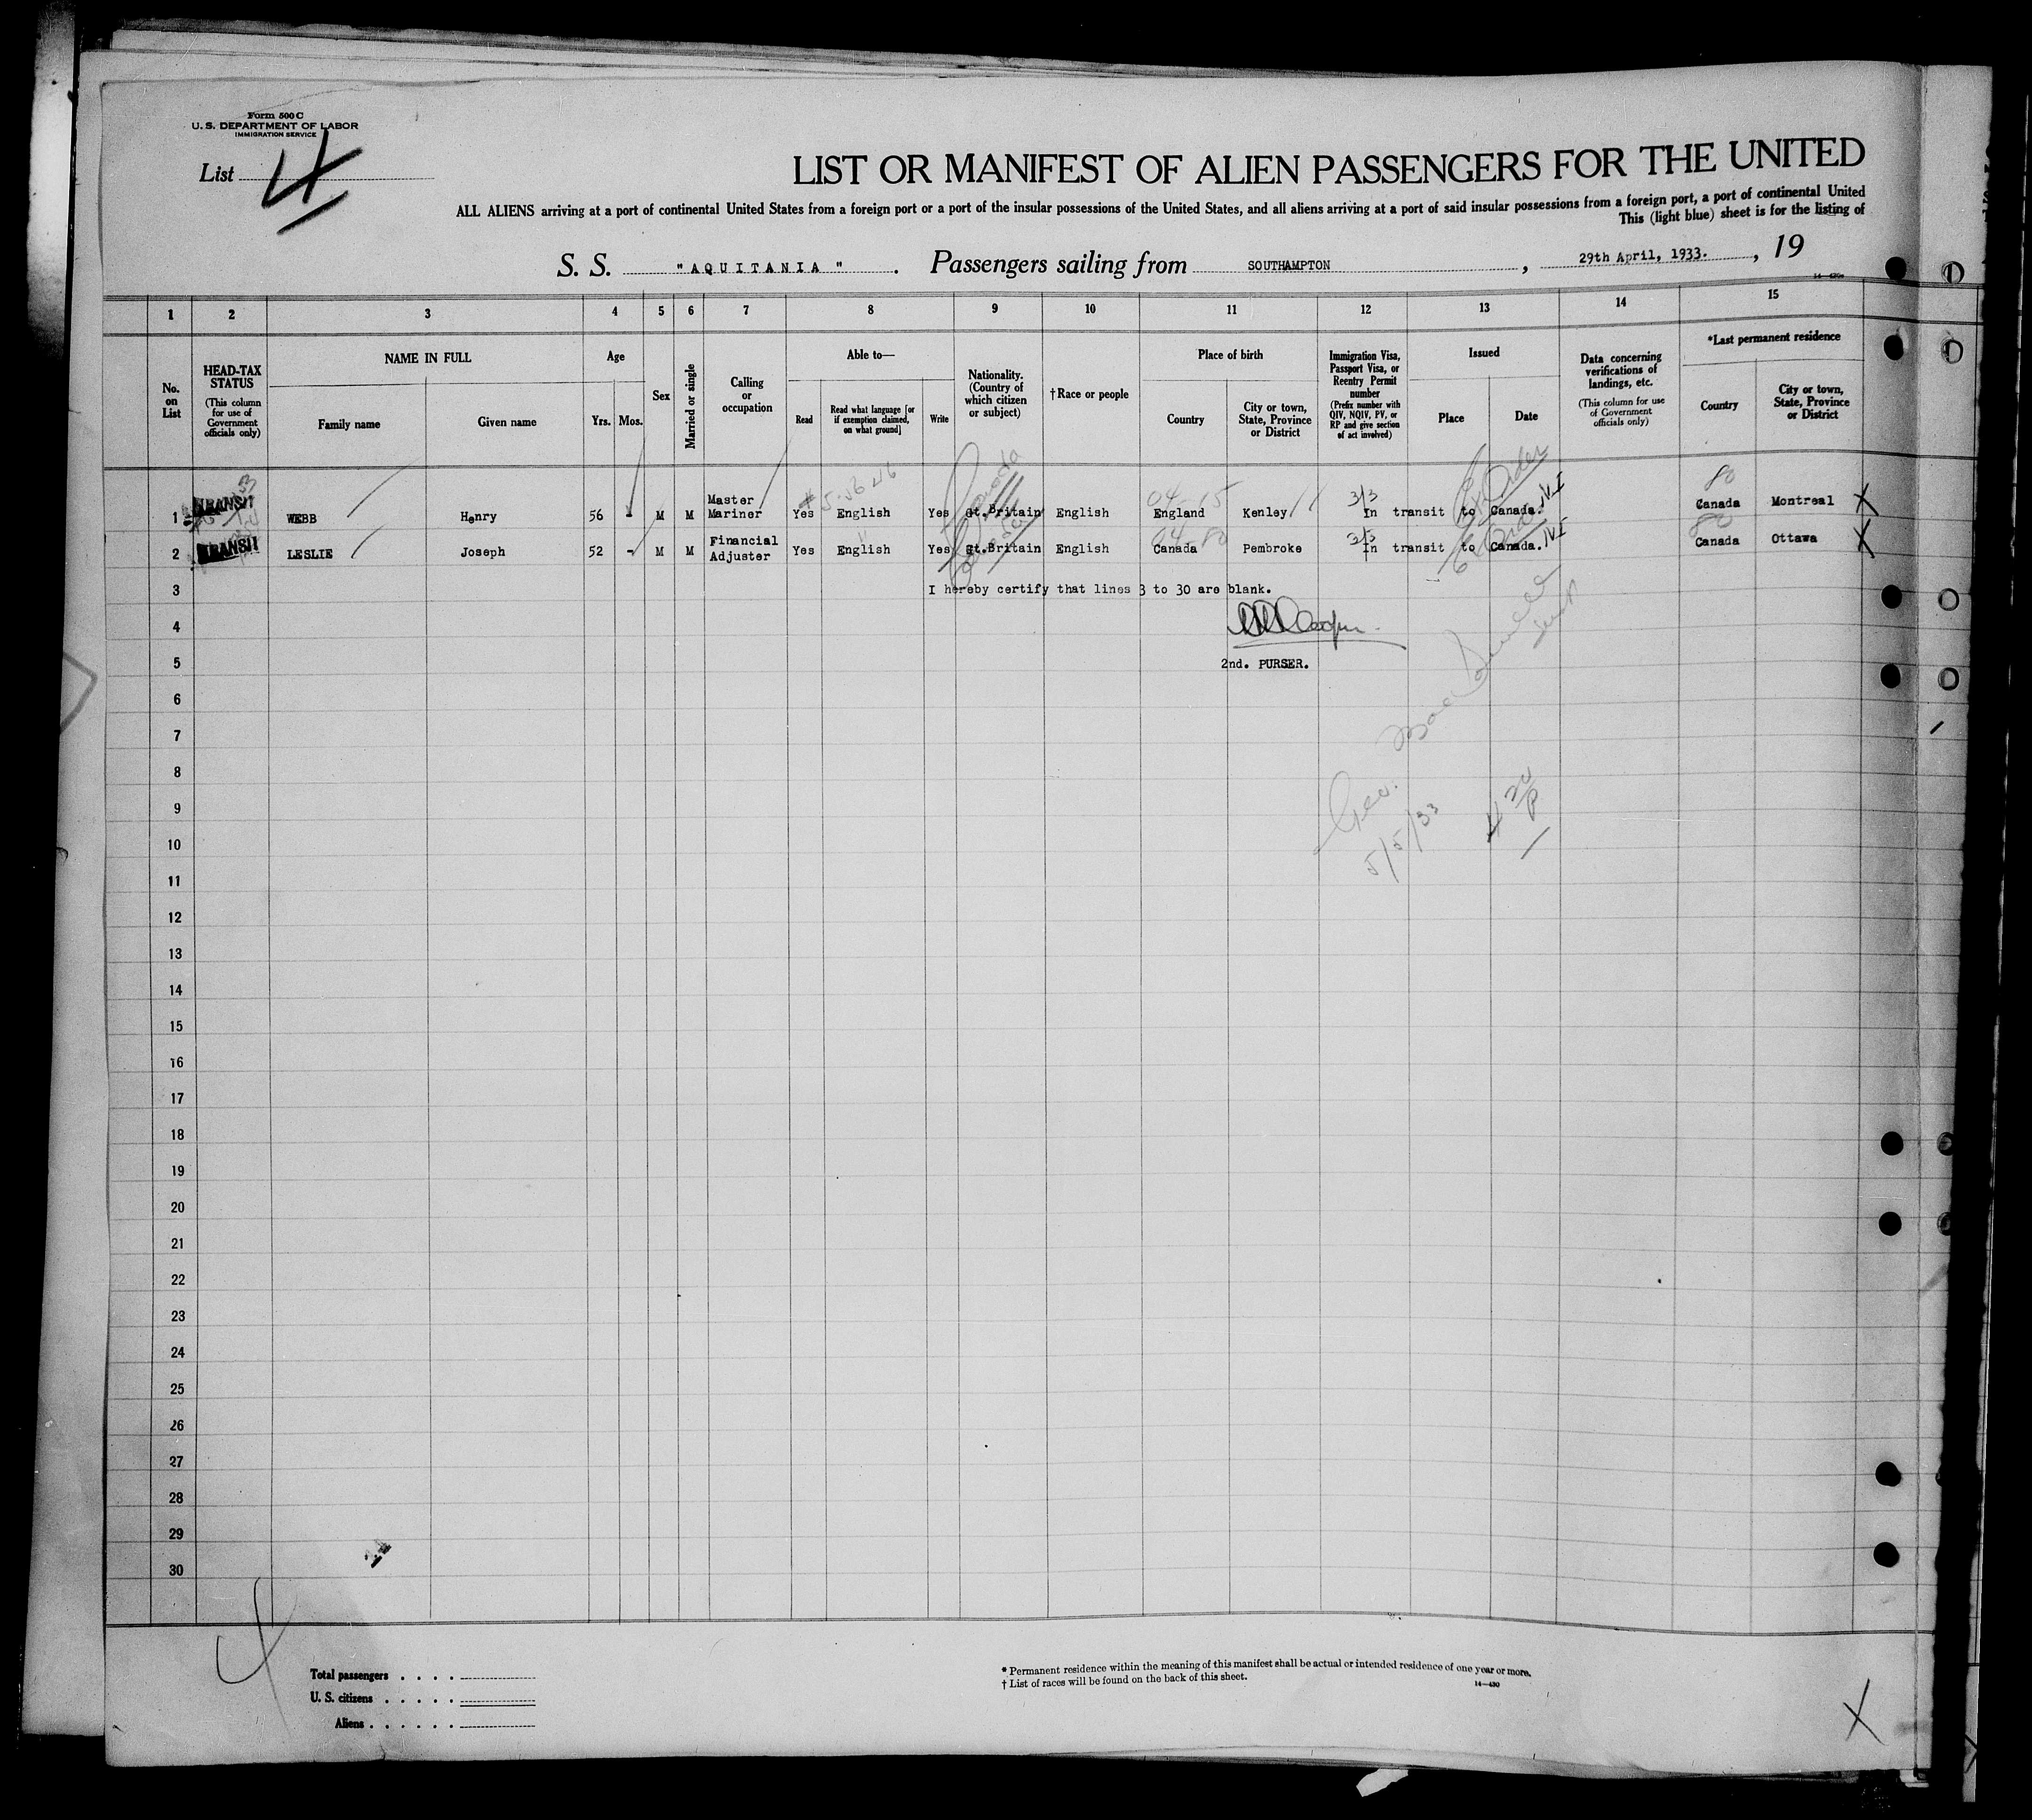 Form 500 C
U. S. DEPARTMENT OF LABOR
IMMIGRATION SERVICE
List 4
LIST OR MANIFEST OF ALIEN PASSENGERS FOR THE UNITED
ALL ALIENS arriving at a port of continental United States from a foreign port or a port of the insular possessions of the United States, and all aliens arriving at a port of said insular possessions from a foreign port, a port of continental United
This (light blue) sheet is for the listing of
S. S. "AQUITANIA" . Passengers sailing from SOUTHAMPTON , 29th April, 1933. , 19
14—430a
1 2 3 4 5 6 7 8 9 10 11 12 13 14 15
No. on List
HEAD-TAX STATUS
(This column for use of Government officials only)
NAME IN FULL
Family name Given name
Age
Yrs. Mos.
Sex
Married or single
Calling or occupation
Able to—
Read
Read what language [or if exemption claimed, on what ground]
Write
Nationality. (Country of which citizen or subject)
† Race or people
Place of birth
Country
City or town, State, Province or District
Immigration Visa, Passport Visa, or Reentry Permit number
(Prefix number with QIV, NQIV, PV, or RP and give section of act involved)
Issued
Place Date
Data concerning verifications of landings, etc.
(This column for use of Government officials only)
*Last permanent residence
Country
City or town, State, Province or District
1 TRANSIT WEBB Henry 56 - M M Master Mariner Yes English Yes Gt.Britain English England Kenley 3/3 In transit to Canada. Canada Montreal X
2 TRANSIT LESLIE Joseph 52 - M M Financial Adjuster Yes English Yes Gt.Britain English Canada Pembroke 3/3 In transit to Canada. Canada Ottawa X
3 I hereby certify that lines 3 to 30 are blank.
4
5 2nd. PURSER.
6
7
8
9 Geo. 5/5/33
10
11
12
13
14
15
16
17
18
19
20
21
22
23
24
25
26
27
28
29
30
Total passengers . . . .
U. S. citizens . . . . .
Aliens . . . . . .
* Permanent residence within the meaning of this manifest shall be actual or intended residence of one year or more.
† List of races will be found on the back of this sheet.
14—430
X